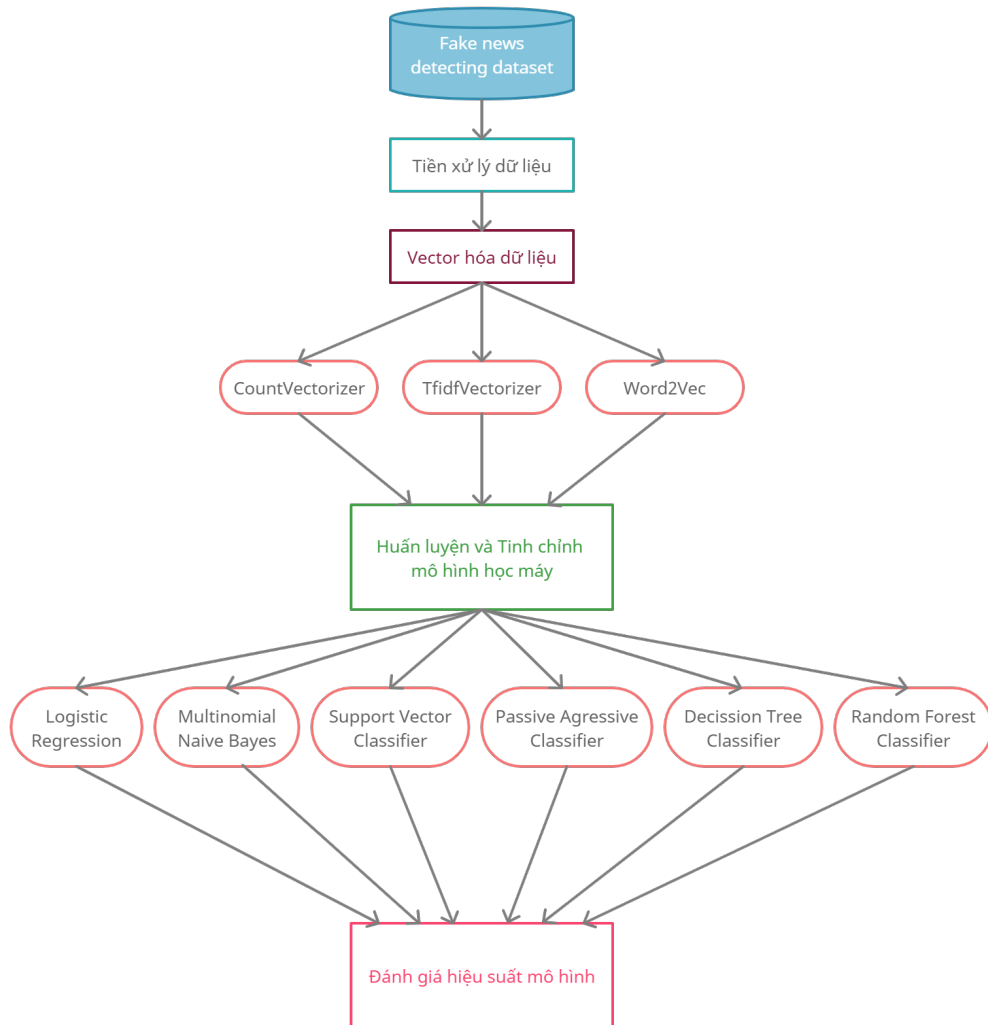 Fake news
detecting dataset
Tiền xử lý dữ liệu
Vector hóa dữ liệu
CountVectorizer
TfidfVectorizer
Word2Vec
Huấn luyện và Tinh chỉnh
mô hình học máy
Logistic
Regression
Multinomial
Naive Bayes
Support Vector
Classifier
Passive Agressive
Classifier
Decission Tree
Classifier
Random Forest
Classifier
Đánh giá hiệu suất mô hình